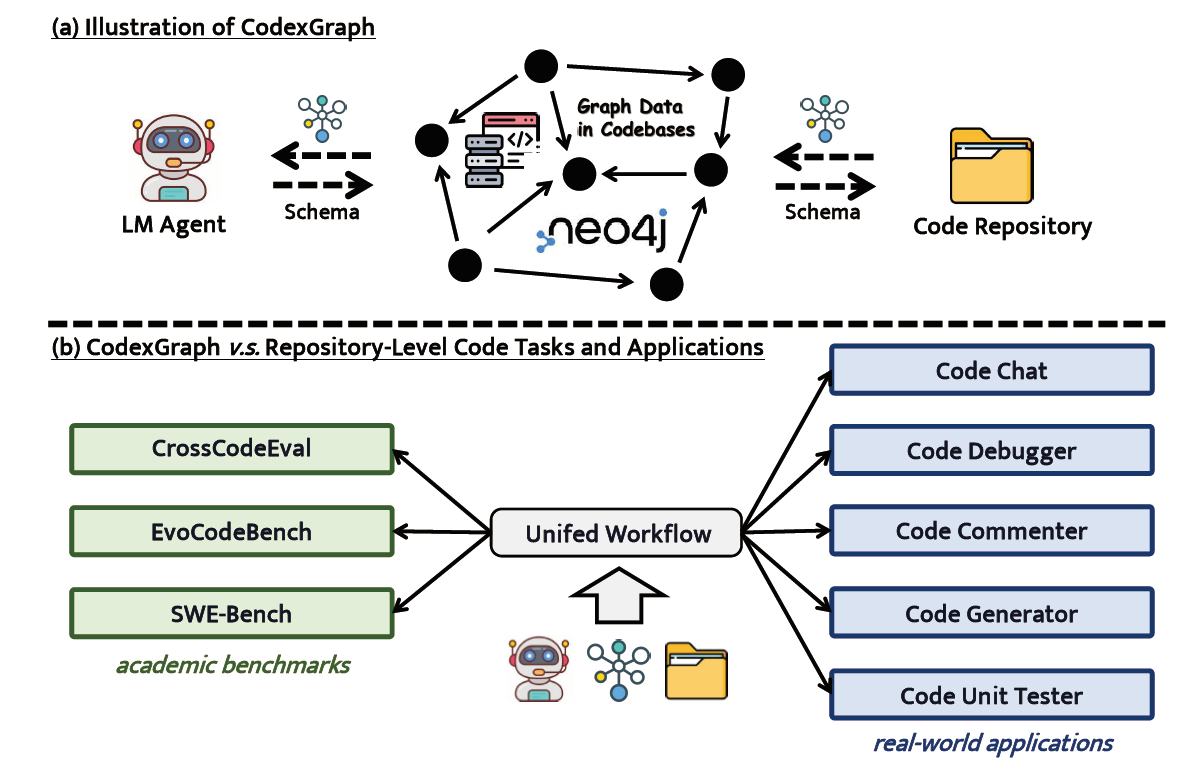 (a) Illustration of CodexGraph
Graph Data
in Codebases
</>
LM Agent
Schema
neo4j
Schema
Code Repository
(b) CodexGraph v.s. Repository-Level Code Tasks and Applications
CrossCodeEval
EvoCodeBench
SWE-Bench
academic benchmarks
Unifed Workflow
Code Chat
Code Debugger
Code Commenter
Code Generator
Code Unit Tester
real-world applications